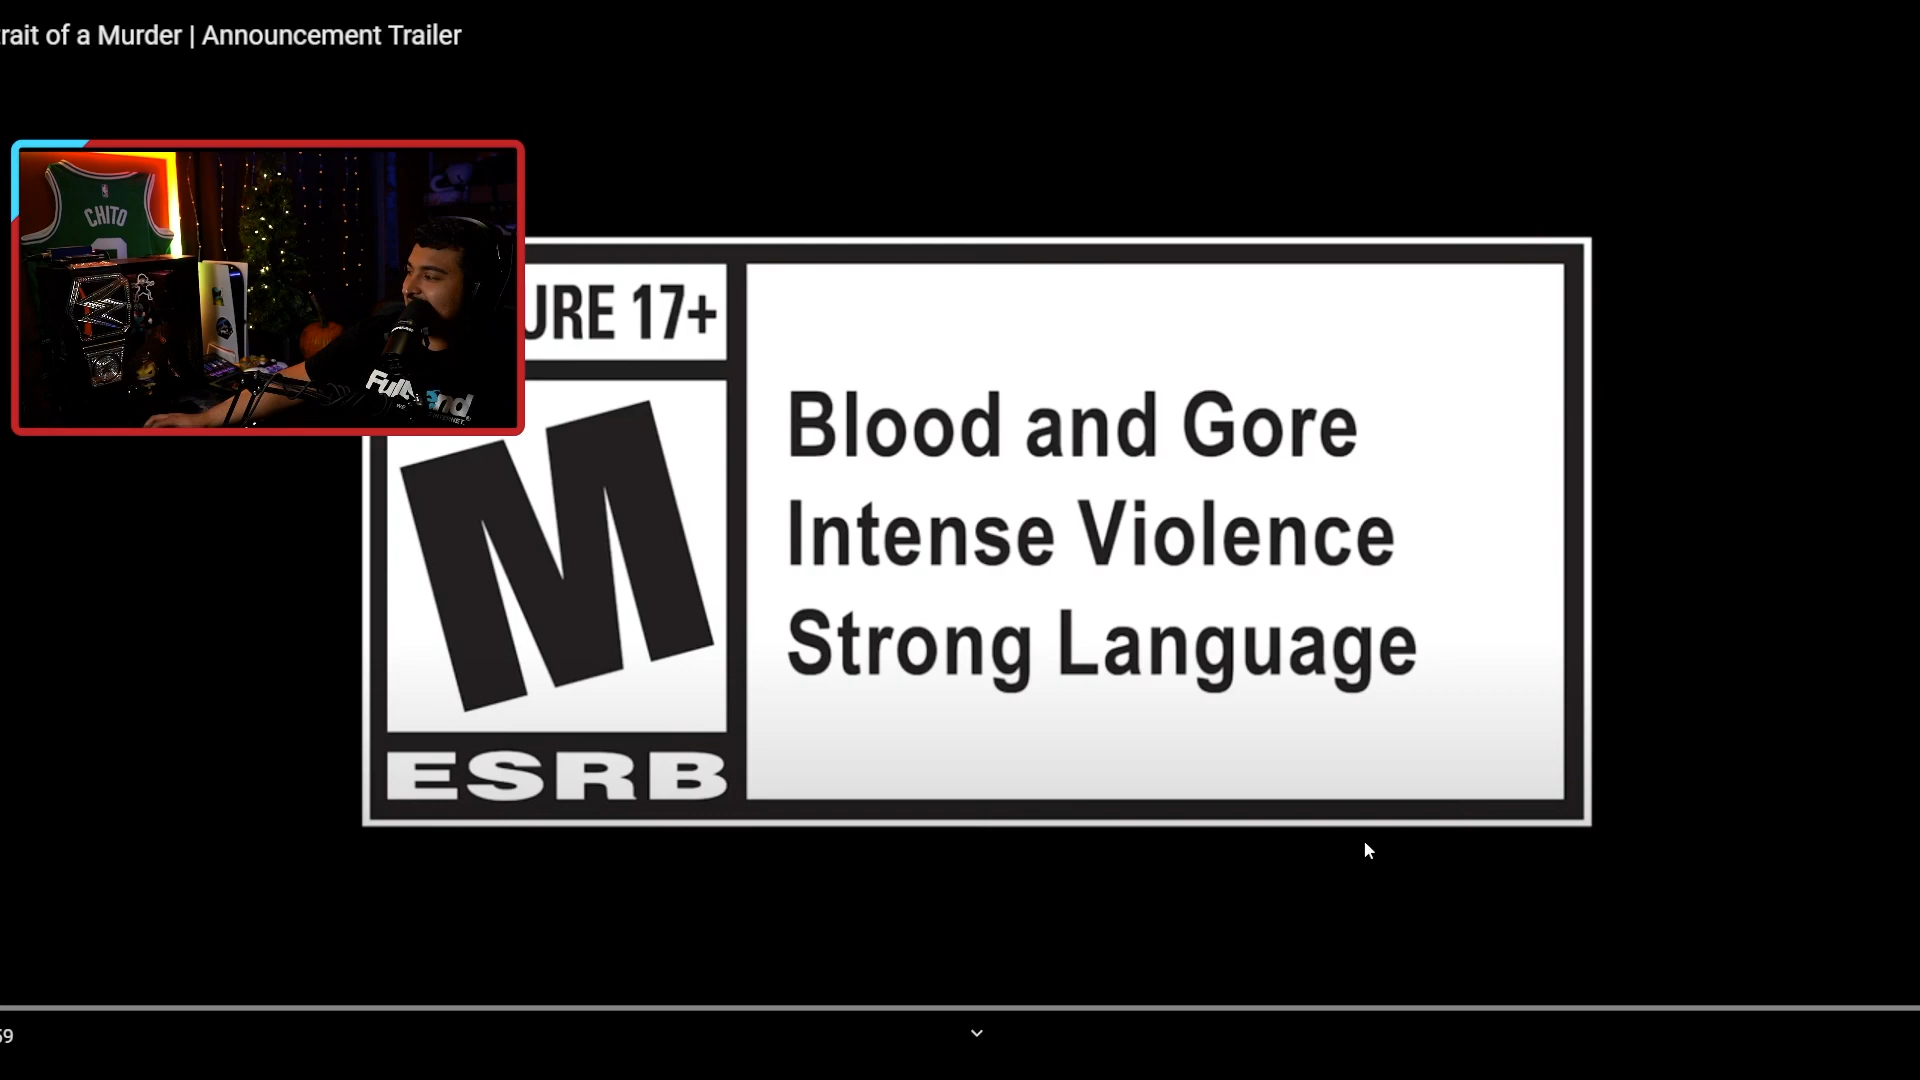 rait of a Murder | Announcement Trailer
CHITO
URE 17+
Blood and Gore
Intense Violence
Strong Language
M
ESRB
59